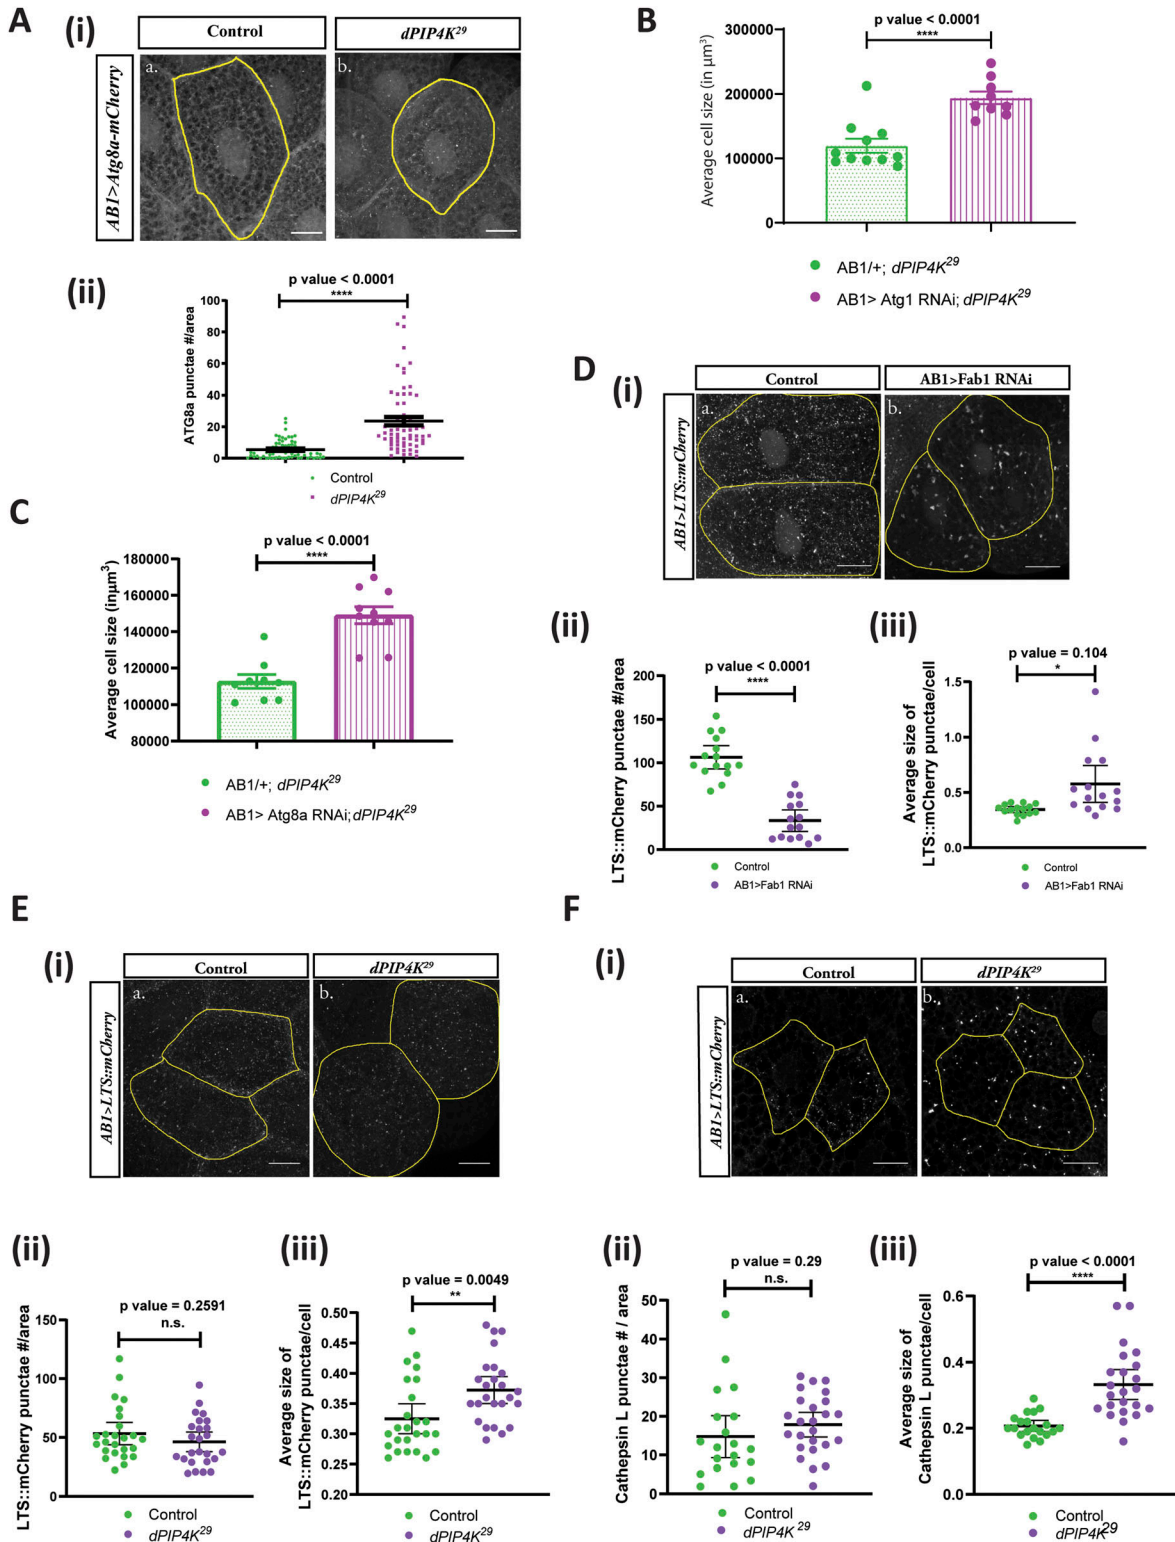 A
(i)
Control
dPIP4K29
AB1>Atg8a-mCherry
a.
b.
(ii)
p value < 0.0001
****
ATG8a punctae #/area
100
80
60
40
20
0
Control
dPIP4K29
B
p value < 0.0001
****
Average cell size (in µm3)
300000
200000
100000
0
AB1/+; dPIP4K29
AB1> Atg1 RNAi; dPIP4K29
C
p value < 0.0001
****
Average cell size (inµm3)
180000
160000
140000
120000
100000
80000
AB1/+; dPIP4K29
AB1> Atg8a RNAi; dPIP4K29
D
(i)
Control
AB1>Fab1 RNAi
AB1>LTS::mCherry
a.
b.
(ii)
p value < 0.0001
****
LTS::mCherry punctae #/area
200
150
100
50
0
Control
AB1>Fab1 RNAi
(iii)
p value = 0.104
*
Average size of
LTS::mCherry punctae/cell
1.5
1.0
0.5
0.0
Control
AB1>Fab1 RNAi
E
(i)
Control
dPIP4K29
AB1>LTS::mCherry
a.
b.
(ii)
p value = 0.2591
n.s.
LTS::mCherry punctae #/area
150
100
50
0
Control
dPIP4K29
(iii)
p value = 0.0049
**
Average size of
LTS::mCherry punctae/cell
0.50
0.45
0.40
0.35
0.30
0.25
0.20
Control
dPIP4K29
F
(i)
Control
dPIP4K29
AB1>LTS::mCherry
a.
b.
(ii)
p value = 0.29
n.s.
Cathepsin L punctae # / area
50
40
30
20
10
0
Control
dPIP4K 29
(iii)
p value < 0.0001
****
Average size of
Cathepsin L punctae/cell
0.6
0.4
0.2
0.0
Control
dPIP4K29